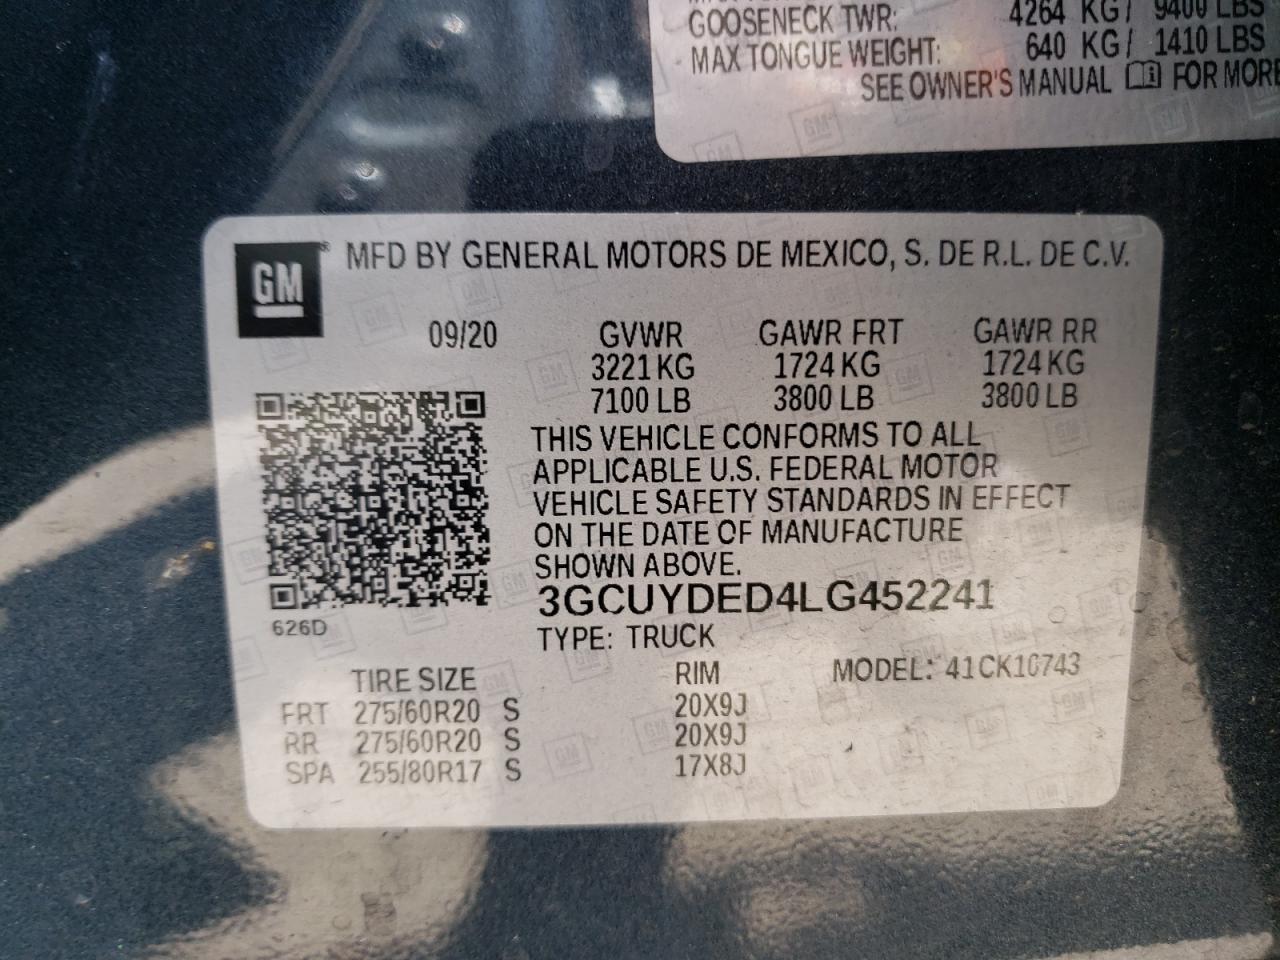 GOOSENECK TWR: 4264 KG/ 9400 LBS
MAX TONGUE WEIGHT: 640 KG/ 1410 LBS
SEE OWNER'S MANUAL FOR MORE
GM® MFD BY GENERAL MOTORS DE MEXICO, S. DE R.L. DE C.V.
09/20 GVWR GAWR FRT GAWR RR
3221 KG 1724 KG 1724 KG
7100 LB 3800 LB 3800 LB
THIS VEHICLE CONFORMS TO ALL
APPLICABLE U.S. FEDERAL MOTOR
VEHICLE SAFETY STANDARDS IN EFFECT
ON THE DATE OF MANUFACTURE
SHOWN ABOVE.
3GCUYDED4LG452241
626D
TYPE: TRUCK
TIRE SIZE RIM MODEL: 41CK10743
FRT 275/60R20 S 20X9J
RR 275/60R20 S 20X9J
SPA 255/80R17 S 17X8J